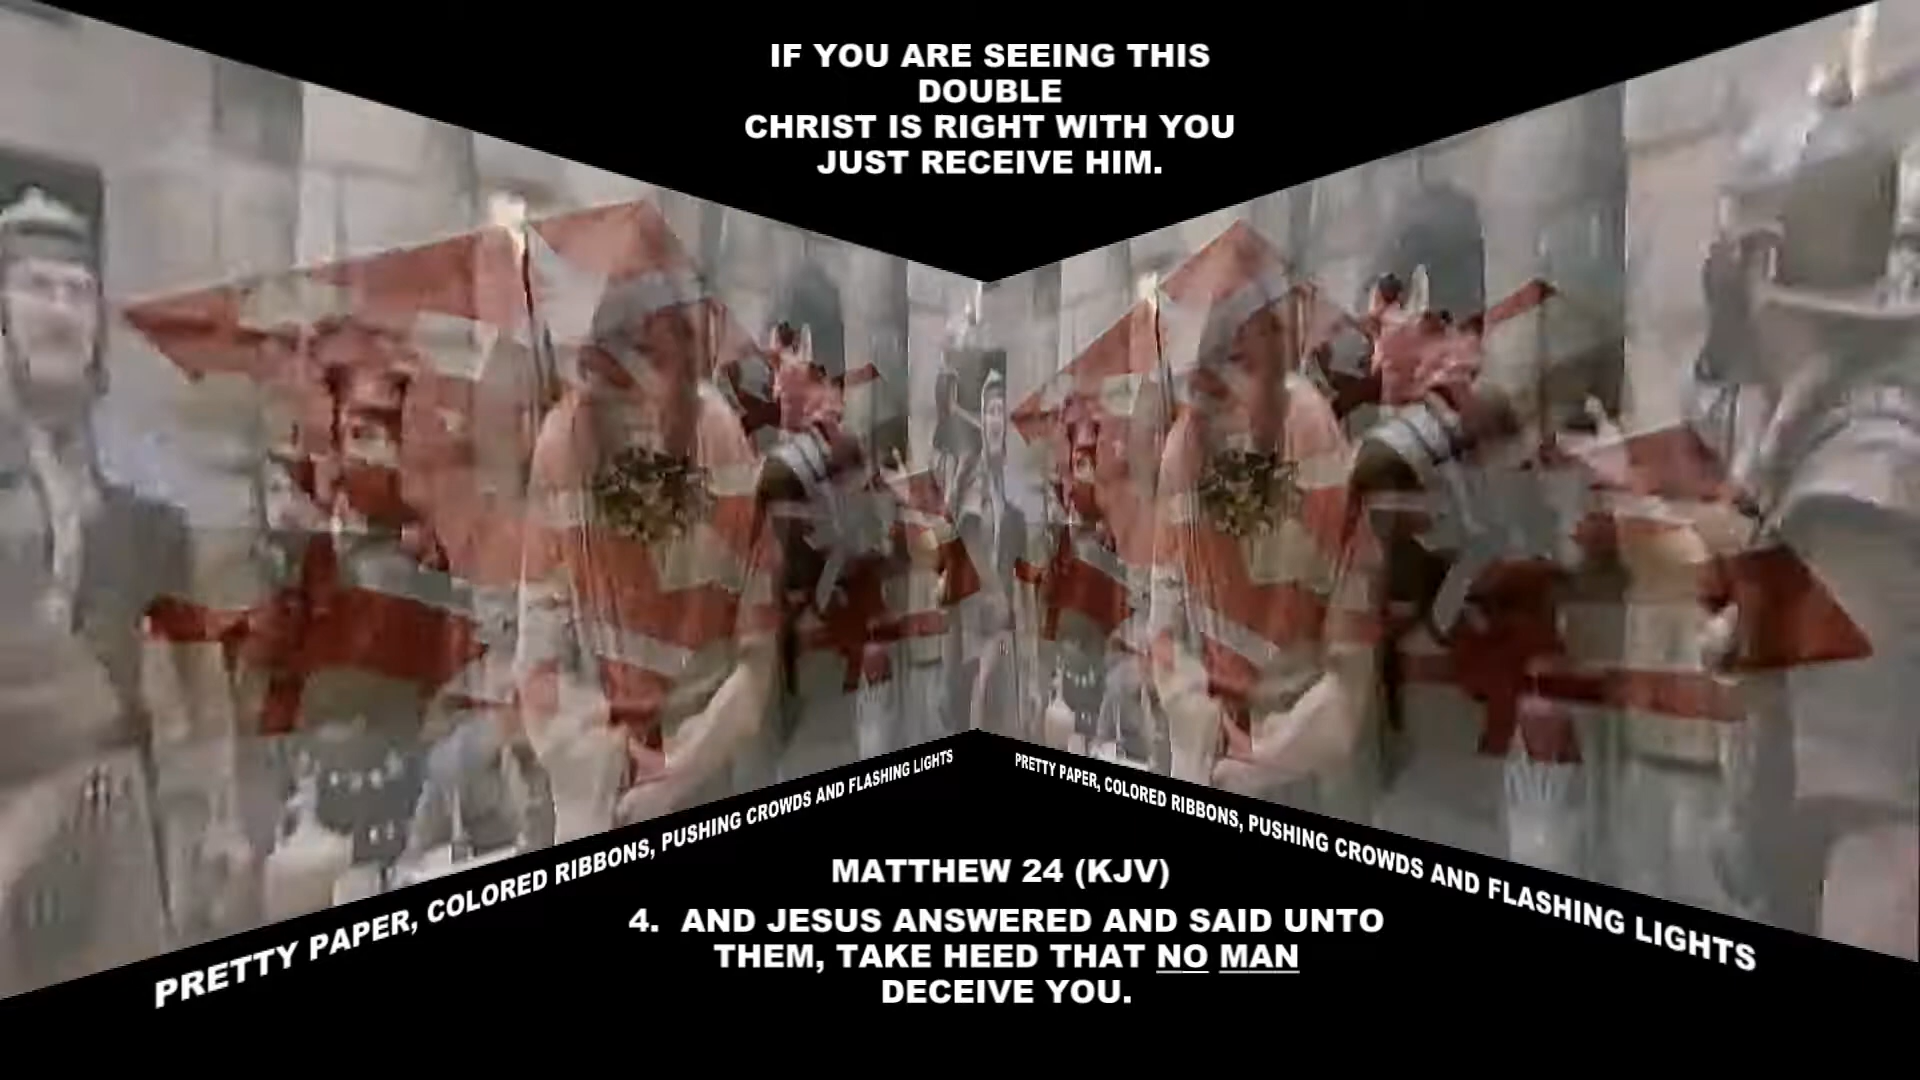 IF YOU ARE SEEING THIS
DOUBLE
CHRIST IS RIGHT WITH YOU
JUST RECEIVE HIM.
PRETTY PAPER, COLORED RIBBONS, PUSHING CROWDS AND FLASHING LIGHTS
PRETTY PAPER, COLORED RIBBONS, PUSHING CROWDS AND FLASHING LIGHTS
MATTHEW 24 (KJV)
4. AND JESUS ANSWERED AND SAID UNTO
THEM, TAKE HEED THAT NO MAN
DECEIVE YOU.